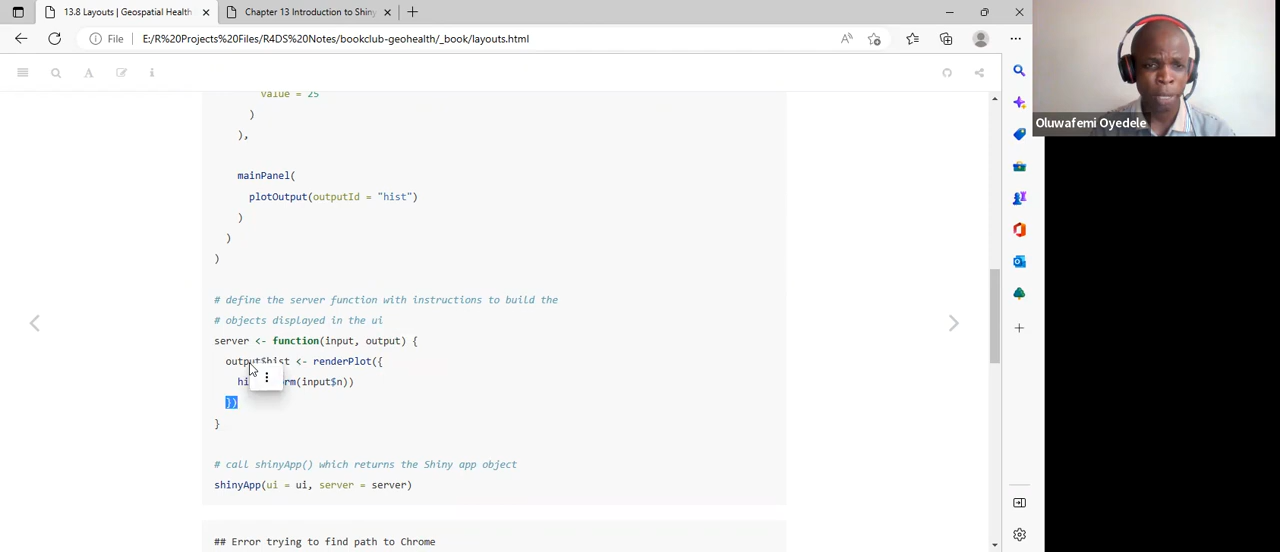 13.8 Layouts | Geospatial Health
Chapter 13 Introduction to Shiny
File
E:/R%20Projects%20Files/R4DS%20Notes/bookclub-geohealth/_book/layouts.html
value = 25
)
),
mainPanel(
plotOutput(outputId = "hist")
)
)
)
# define the server function with instructions to build the
# objects displayed in the ui
server <- function(input, output) {
output$hist <- renderPlot({
(input$n))
})
}
# call shinyApp() which returns the Shiny app object
shinyApp(ui = ui, server = server)
## Error trying to find path to Chrome
Oluwafemi Oyedele